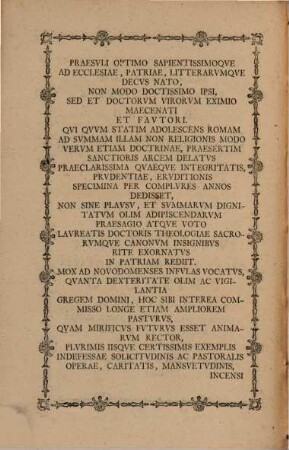 PRAESVLI OPTIMO SAPIENTISSIMOQVE
AD ECCLESIAE, PATRIAE, LITTERARVMQVE
DECVS NATO,
NON MODO DOCTISSIMO IPSI,
SED ET DOCTORVM VIRORVM EXIMIO
MAECENATI
ET FAVTORI.
QVI QVVM STATIM ADOLESCENS ROMAM
AD SVMMAM ILLAM NON RELIGIONIS MODO
VERVM ETIAM DOCTRINAE, PRAESERTIM
SANCTIORIS ARCEM DELATVS
PRAECLARISSIMA QVAEQVE INTEGRITATIS,
PRVDENTIAE, ERVDITIONIS
SPECIMINA PER COMPLVRES ANNOS
DEDISSET,
NON SINE PLAVSV, ET SVMMARVM DIGNI-
TATVM OLIM ADIPISCENDARVM
PRAESAGIO ATQVE VOTO
LAVREATIS DOCTORIS THEOLOGIAE SACRO-
RVMQVE CANONVM INSIGNIBVS
RITE EXORNATVS
IN PATRIAM REDIIT.
MOX AD NOVODOMENSES INFVLAS VOCATVS,
QVANTA DEXTERITATE OLIM AC VIGI-
LANTIA
GREGEM DOMINI, HOC SIBI INTEREA COM-
MISSO LONGE ETIAM AMPLIOREM
PASTVRVS,
QVAM MIRIFICVS FVTVRVS ESSET ANIMA-
RVM RECTOR,
PLVRIMIS IISQVE CERTISSIMIS EXEMPLIS
INDEFESSAE SOLICITVDINIS AC PASTORALIS
OPERAE, CARITATIS, MANSVETVDINIS,
INCENSI